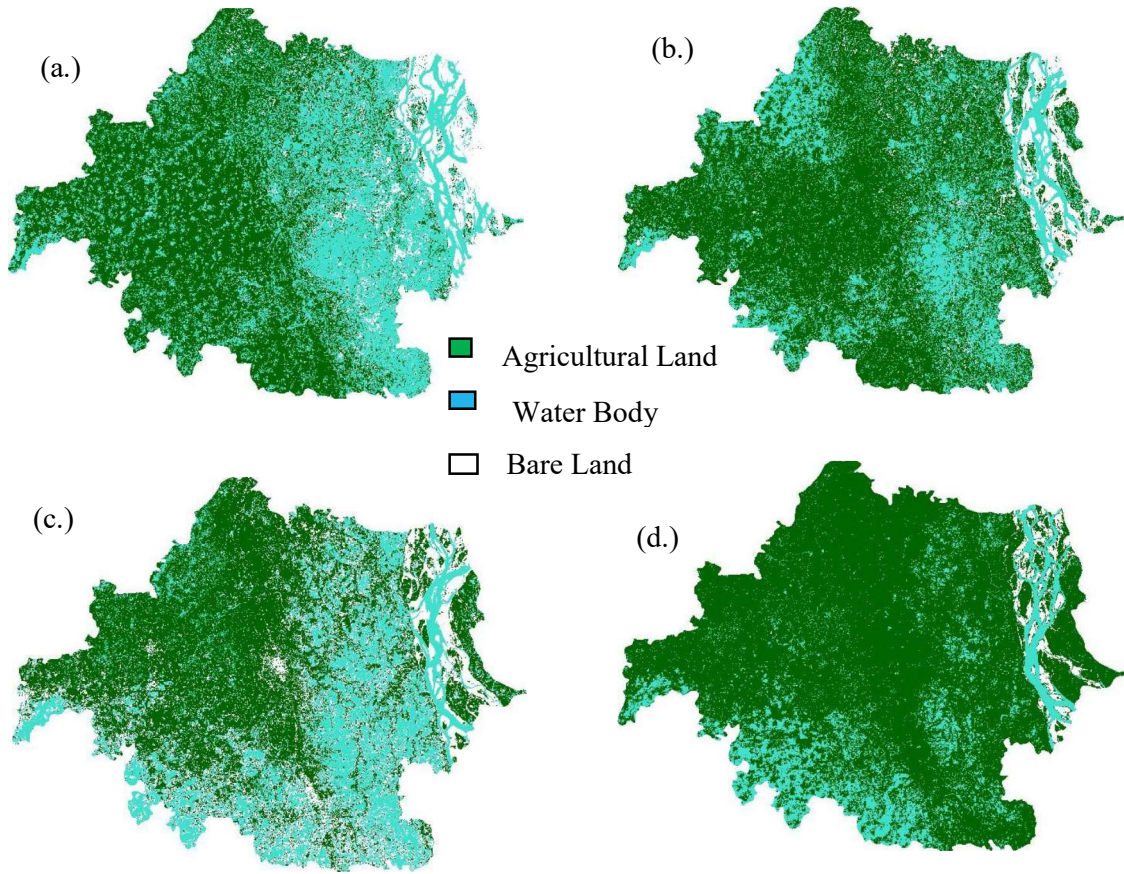 (a.)
(b.)
Agricultural Land
Water Body
Bare Land
(c.)
(d.)